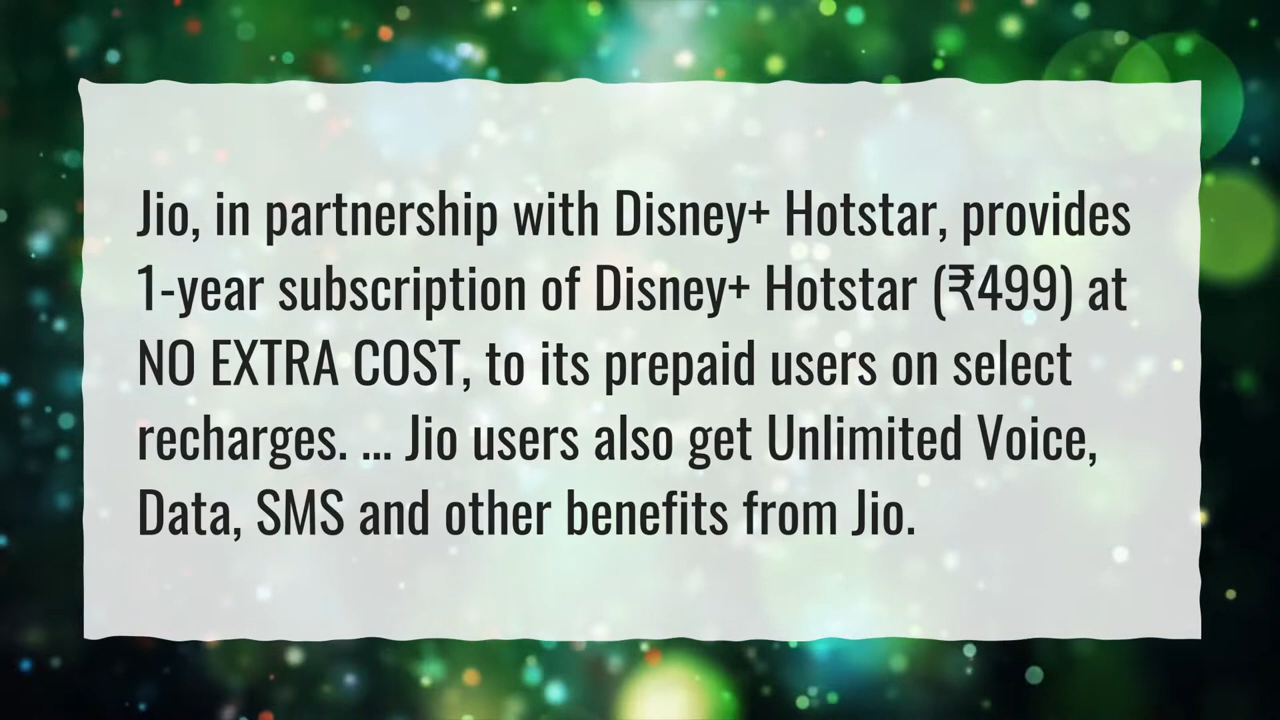 Jio, in partnership with Disney+ Hotstar, provides
1-year subscription of Disney+ Hotstar (₹499) at
NO EXTRA COST, to its prepaid users on select
recharges. ... Jio users also get Unlimited Voice,
Data, SMS and other benefits from Jio.